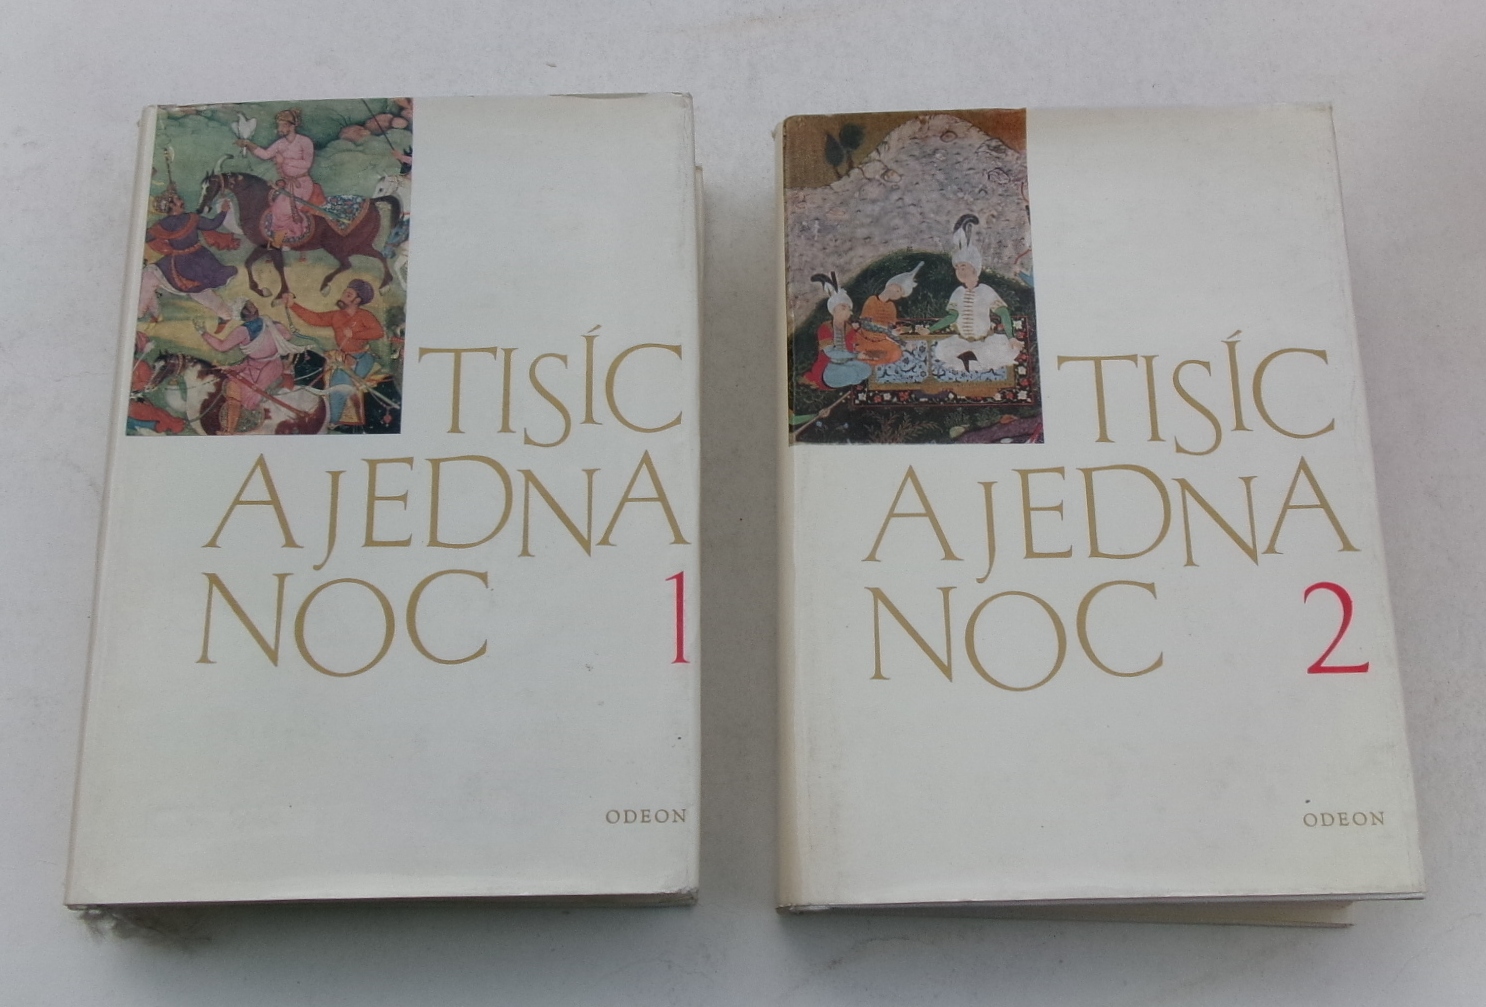 TISÍC
A JEDNA
NOC 1
ODEON
TISÍC
A JEDNA
NOC 2
ODEON